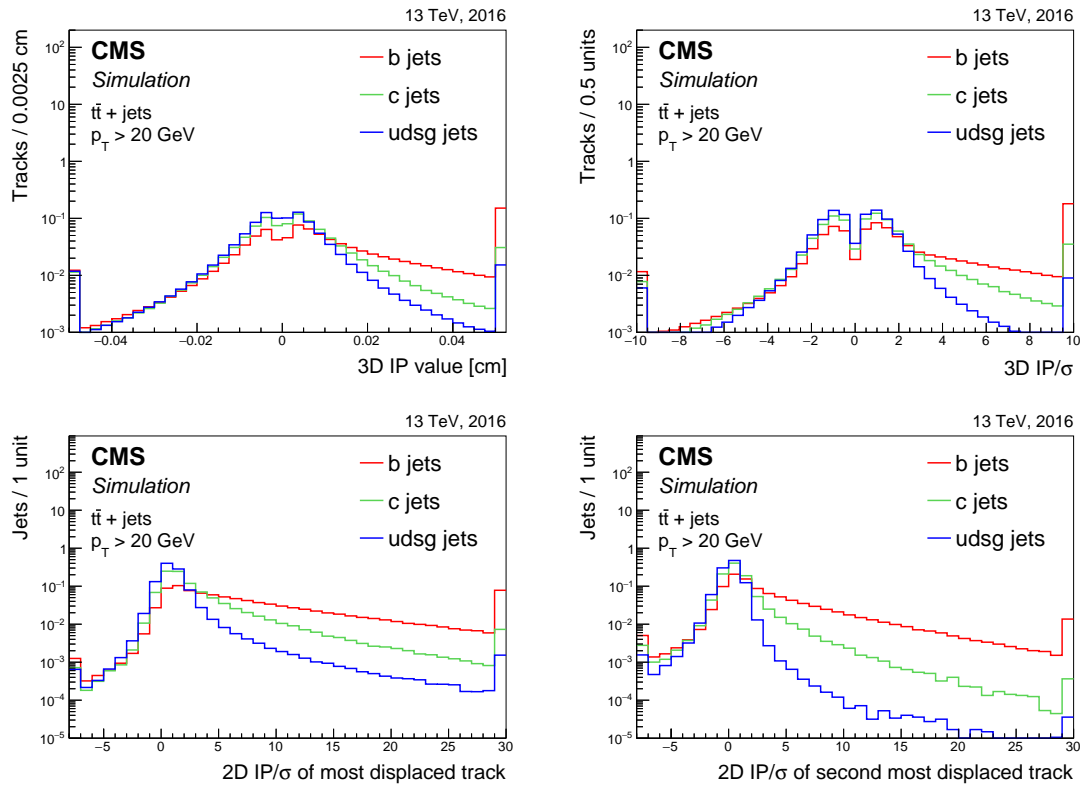 13 TeV, 2016
Tracks / 0.0025 cm
CMS
Simulation
tt̄ + jets
p_T > 20 GeV
b jets
c jets
udsg jets
10²
10
1
10⁻¹
10⁻²
10⁻³
−0.04 −0.02 0 0.02 0.04
3D IP value [cm]
13 TeV, 2016
Tracks / 0.5 units
CMS
Simulation
tt̄ + jets
p_T > 20 GeV
b jets
c jets
udsg jets
10²
10
1
10⁻¹
10⁻²
10⁻³
−10 −8 −6 −4 −2 0 2 4 6 8 10
3D IP/σ
13 TeV, 2016
Jets / 1 unit
CMS
Simulation
tt̄ + jets
p_T > 20 GeV
b jets
c jets
udsg jets
10²
10
1
10⁻¹
10⁻²
10⁻³
10⁻⁴
10⁻⁵
−5 0 5 10 15 20 25 30
2D IP/σ of most displaced track
13 TeV, 2016
Jets / 1 unit
CMS
Simulation
tt̄ + jets
p_T > 20 GeV
b jets
c jets
udsg jets
10²
10
1
10⁻¹
10⁻²
10⁻³
10⁻⁴
10⁻⁵
−5 0 5 10 15 20 25 30
2D IP/σ of second most displaced track